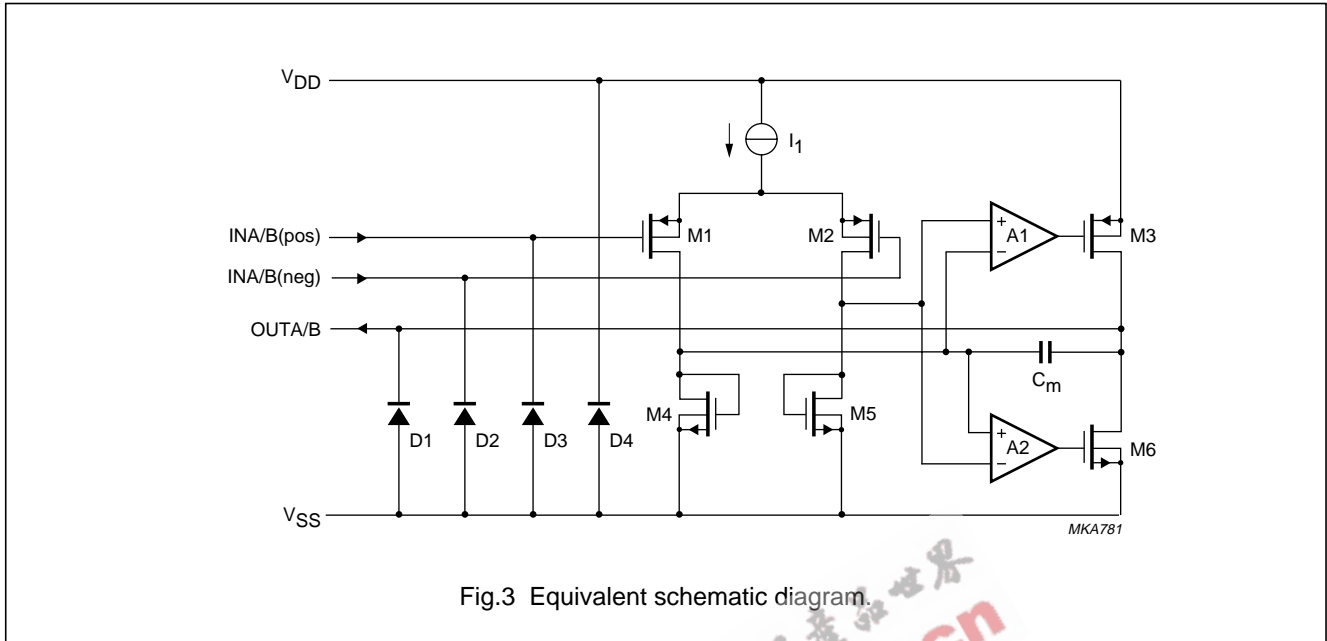 VDD
I1
INA/B(pos)
M1
M2
+
A1
−
M3
INA/B(neg)
OUTA/B
Cm
M4
M5
+
A2
−
M6
D1
D2
D3
D4
VSS
MKA781
Fig.3 Equivalent schematic diagram.